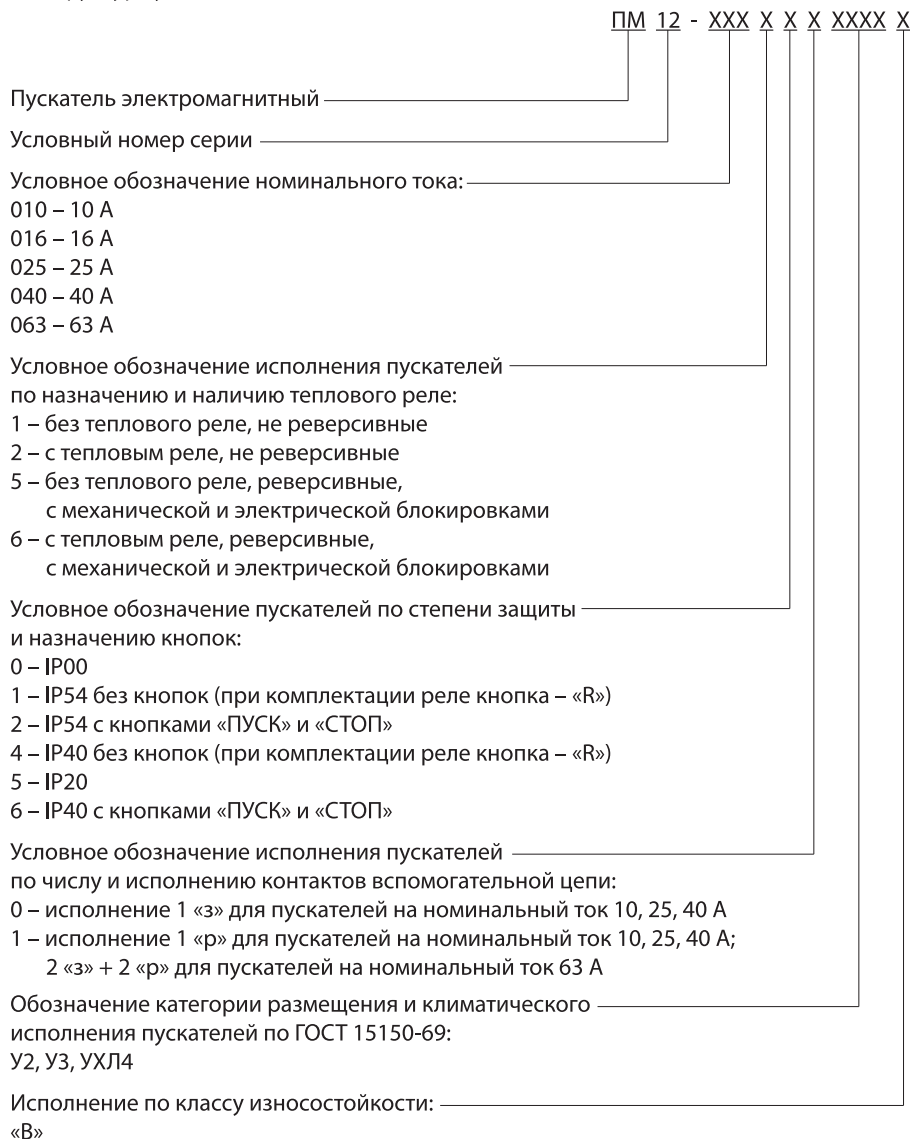 ПМ 12 - ХХХ Х Х Х ХХХХ Х
Пускатель электромагнитный
Условный номер серии
Условное обозначение номинального тока:
010 – 10 А
016 – 16 А
025 – 25 А
040 – 40 А
063 – 63 А
Условное обозначение исполнения пускателей
по назначению и наличию теплового реле:
1 – без теплового реле, не реверсивные
2 – с тепловым реле, не реверсивные
5 – без теплового реле, реверсивные,
с механической и электрической блокировками
6 – с тепловым реле, реверсивные,
с механической и электрической блокировками
Условное обозначение пускателей по степени защиты
и назначению кнопок:
0 – IP00
1 – IP54 без кнопок (при комплектации реле кнопка – «R»)
2 – IP54 с кнопками «ПУСК» и «СТОП»
4 – IP40 без кнопок (при комплектации реле кнопка – «R»)
5 – IP20
6 – IP40 с кнопками «ПУСК» и «СТОП»
Условное обозначение исполнения пускателей
по числу и исполнению контактов вспомогательной цепи:
0 – исполнение 1 «з» для пускателей на номинальный ток 10, 25, 40 А
1 – исполнение 1 «р» для пускателей на номинальный ток 10, 25, 40 А;
2 «з» + 2 «р» для пускателей на номинальный ток 63 А
Обозначение категории размещения и климатического
исполнения пускателей по ГОСТ 15150-69:
У2, У3, УХЛ4
Исполнение по классу износостойкости:
«В»